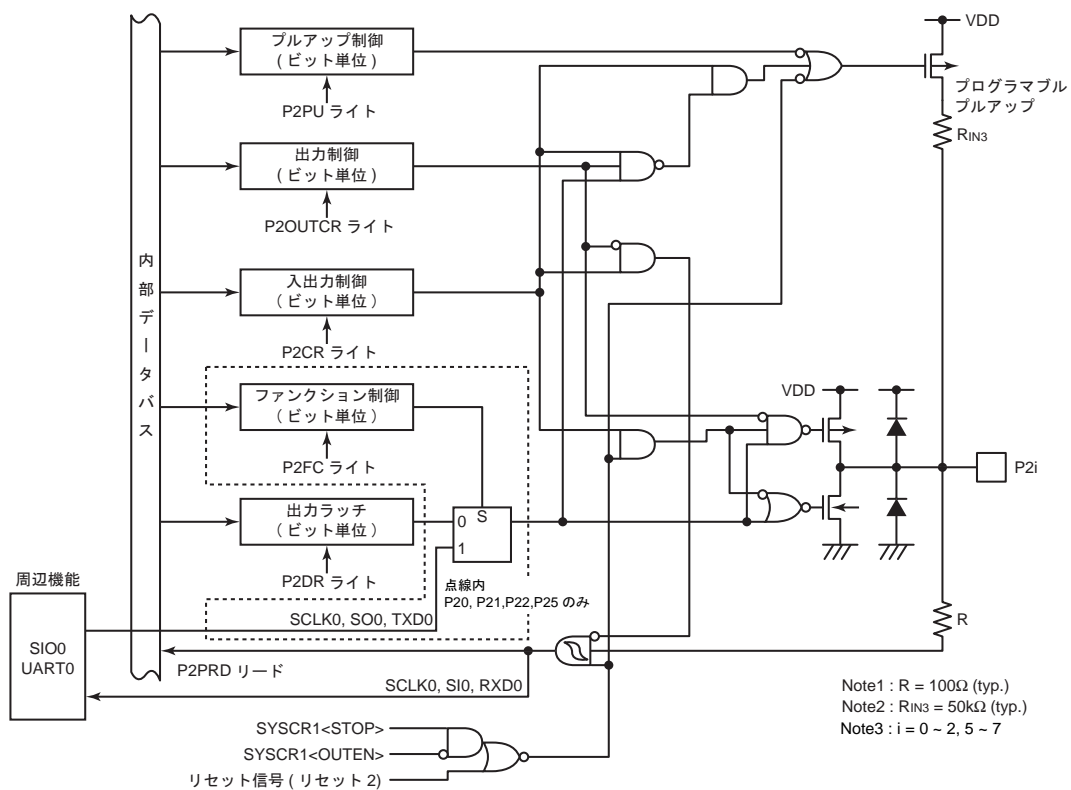 VDD
プルアップ制御
( ビット単位 )
P2PU ライト
プログラマブル
プルアップ
RIN3
出力制御
( ビット単位 )
P2OUTCR ライト
内部データバス
入出力制御
( ビット単位 )
P2CR ライト
ファンクション制御
( ビット単位 )
P2FC ライト
VDD
P2i
出力ラッチ
( ビット単位 )
P2DR ライト
0
S
1
点線内
P20, P21,P22,P25 のみ
周辺機能
SIO0
UART0
SCLK0, SO0, TXD0
R
P2PRD リード
SCLK0, SI0, RXD0
SYSCR1<STOP>
SYSCR1<OUTEN>
リセット信号 ( リセット 2)
Note1 : R = 100Ω (typ.)
Note2 : RIN3 = 50kΩ (typ.)
Note3 : i = 0 ~ 2, 5 ~ 7